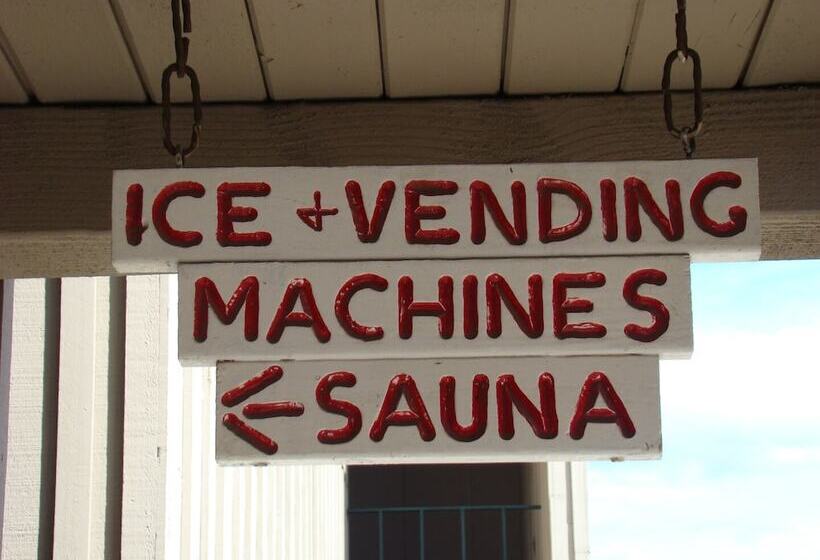 ICE + VENDING
MACHINES
← SAUNA